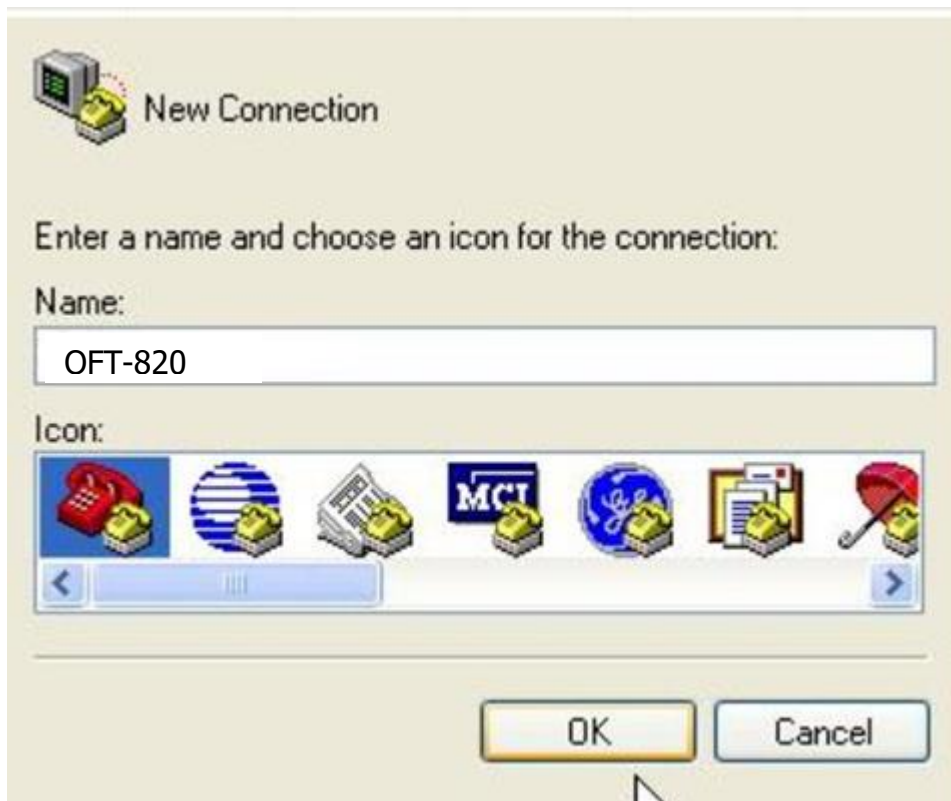 New Connection
Enter a name and choose an icon for the connection:
Name:
OFT-820
Icon:
MCI
OK
Cancel